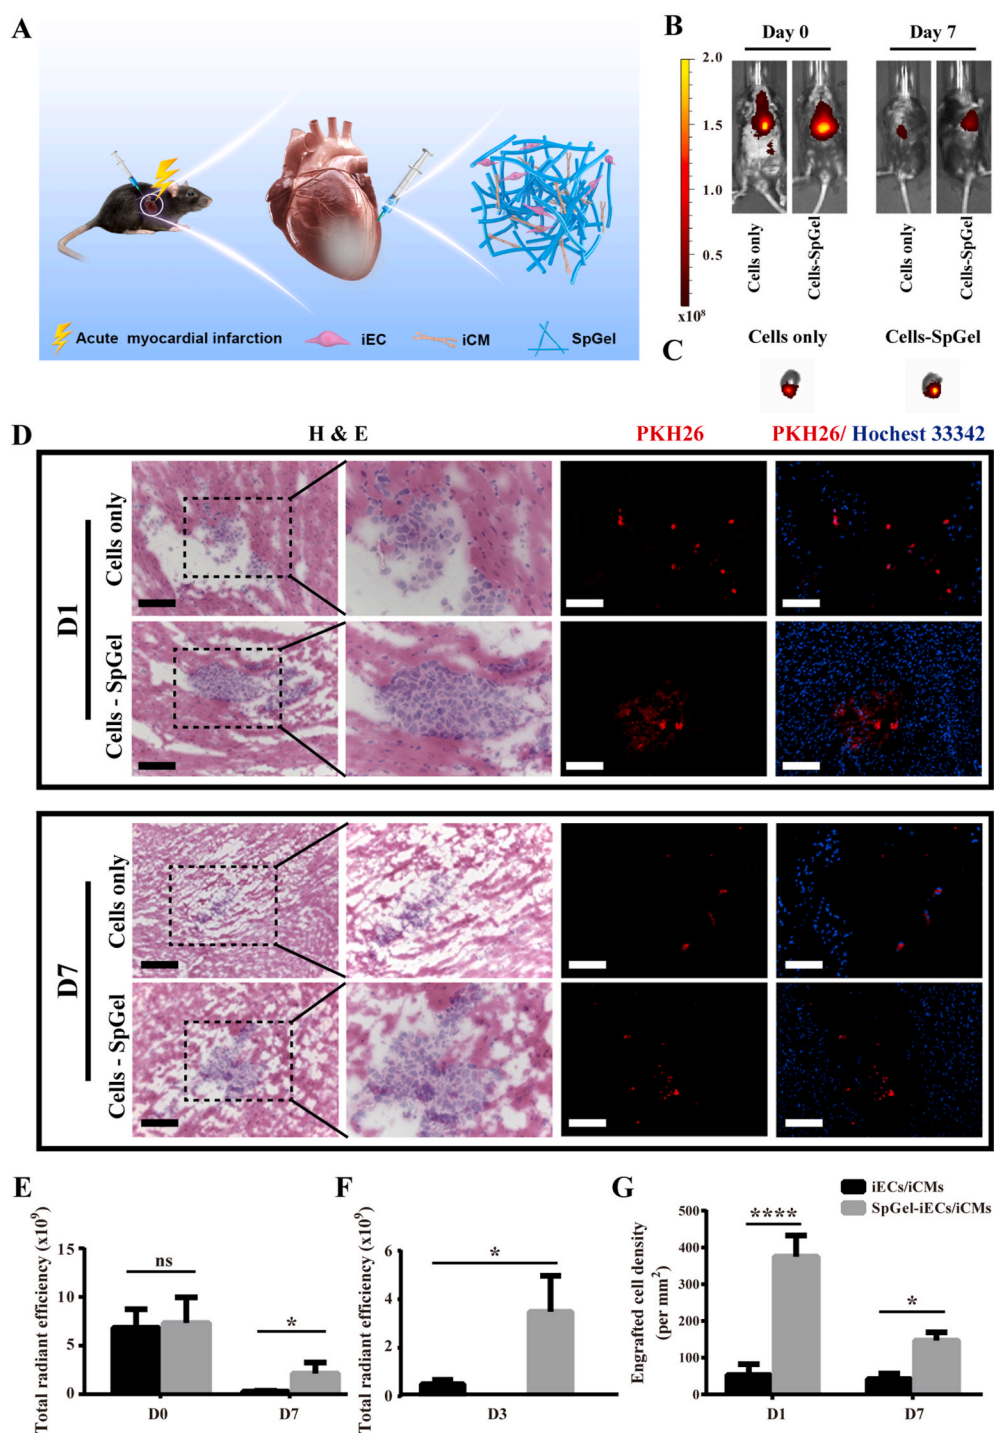 A
Acute myocardial infarction
iEC
iCM
SpGel
B
Day 0
Day 7
2.0
1.5
1.0
0.5
x10⁸
Cells only
Cells-SpGel
Cells only
Cells-SpGel
C
Cells only
Cells-SpGel
D
H & E
PKH26
PKH26/ Hochest 33342
D1
Cells only
Cells - SpGel
D7
Cells only
Cells - SpGel
E
Total radiant efficiency (x10⁹)
15
10
5
0
ns
*
D0
D7
F
Total radiant efficiency (x10⁹)
6
4
2
0
*
D3
G
iECs/iCMs
SpGel-iECs/iCMs
Engrafted cell density
(per mm²)
500
400
300
200
100
0
****
*
D1
D7